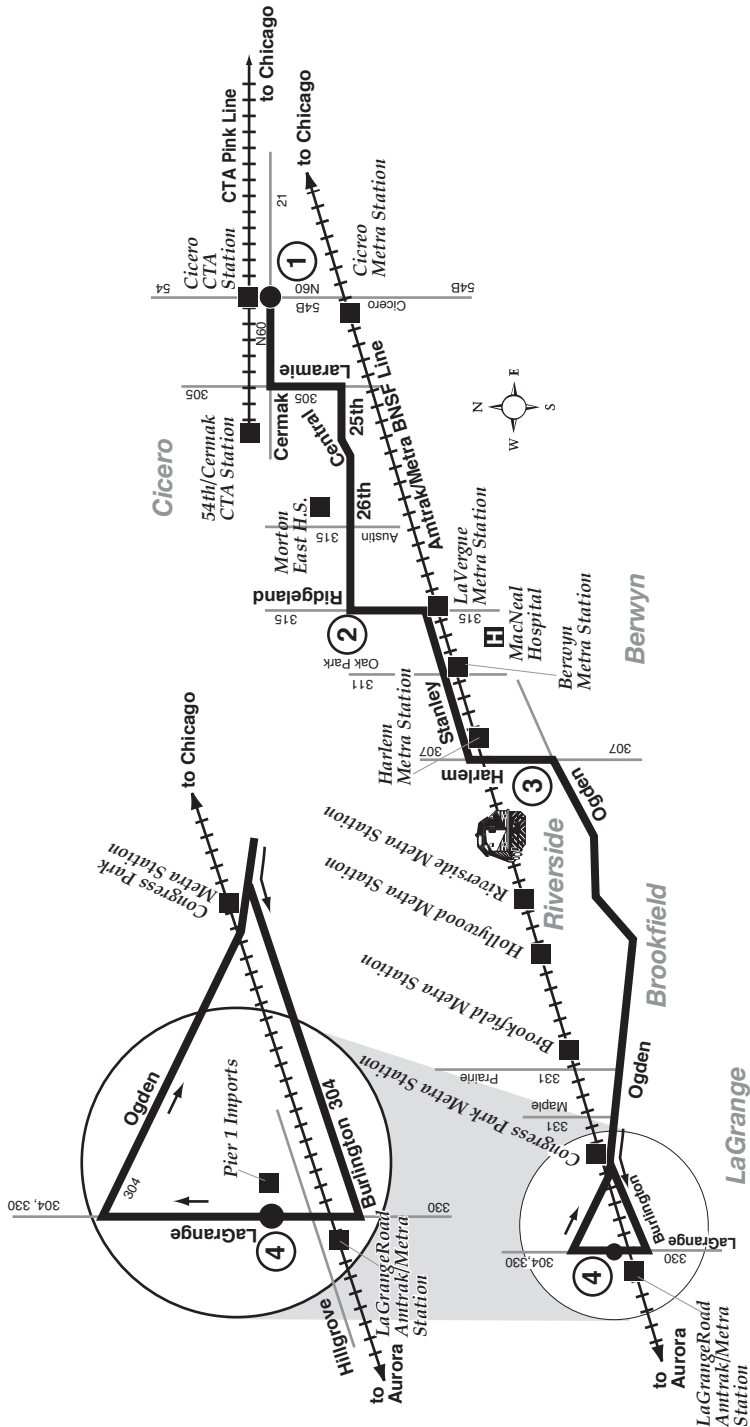 Cicero
54
Cicero
CTA
Station
CTA Pink Line
to Chicago
21
1
N60
54B
N60
Cicero
54B
Cicreo
Metra Station
to Chicago
305
54th/Cermak
CTA Station
Cermak
Laramie
305
25th
Central
26th
Morton
East H.S.
315
Austin
Amtrak/Metra BNSF Line
N
W
E
S
Ridgeland
315
2
LaVergne
Metra Station
315
H
MacNeal
Hospital
Berwyn
Oak Park
311
Stanley
Berwyn
Metra Station
Harlem
Metra Station
307
Harlem
3
307
Ogden
Riverside Metra Station
Riverside
Hollywood Metra Station
Brookfield Metra Station
Brookfield
Prairie
331
Ogden
Maple
331
Congress Park Metra Station
LaGrange
Burlington
LaGrange
304,330
4
330
to
Aurora
LaGrangeRoad
Amtrak/Metra
Station
to Chicago
Congress Park
Metra Station
Ogden
304
Pier 1 Imports
Burlington 304
304, 330
LaGrange
4
330
Hillgrove
LaGrangeRoad
Amtrak/Metra
Station
to
Aurora